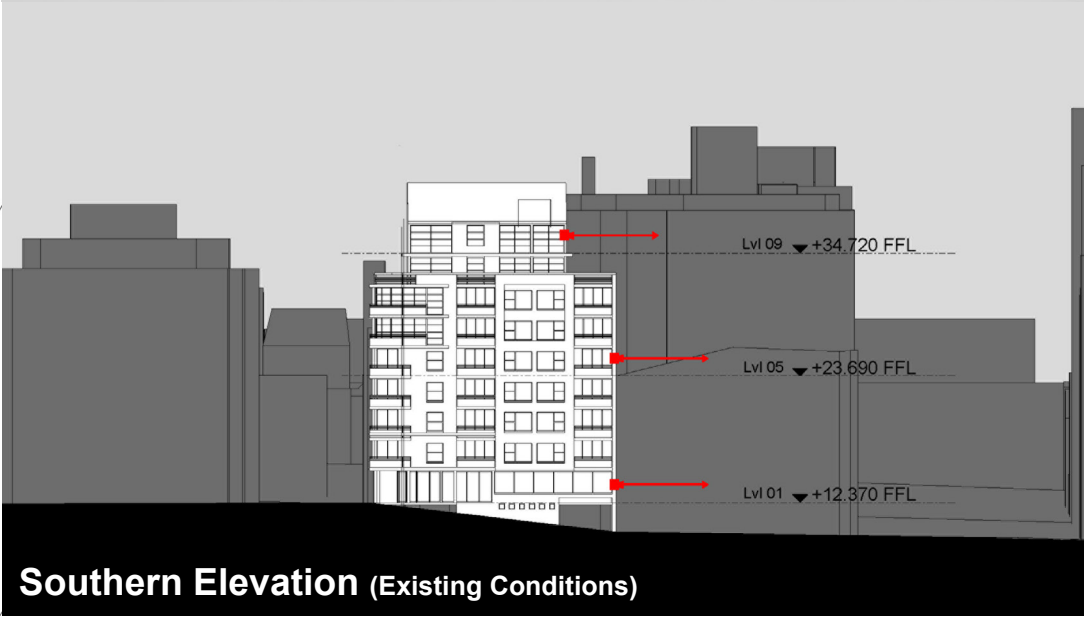 Lvl 09 +34.720 FFL
Lvl 05 +23.690 FFL
Lvl 01 +12.370 FFL
Southern Elevation (Existing Conditions)